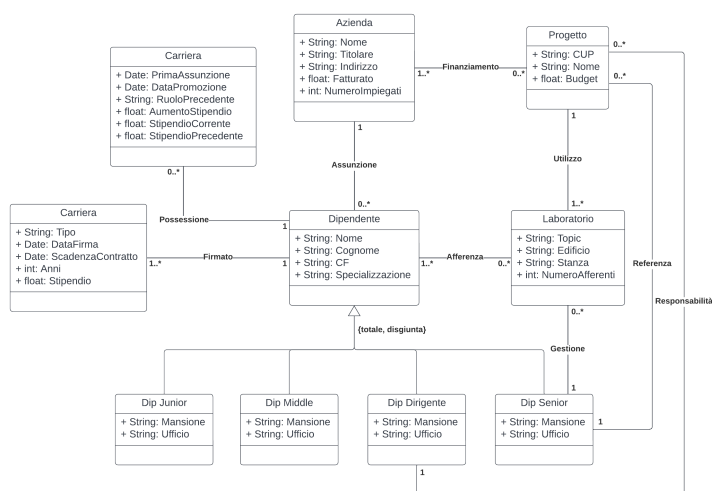 Azienda
+ String: Nome
+ String: Titolare
+ String: Indirizzo
+ float: Fatturato
+ int: NumeroImpiegati
1..*
Finanziamento
0..*
Progetto
+ String: CUP
+ String: Nome
+ float: Budget
0..*
0..*
Carriera
+ Date: PrimaAssunzione
+ Date: DataPromozione
+ String: RuoloPrecedente
+ float: AumentoStipendio
+ float: StipendioCorrente
+ float: StipendioPrecedente
0..*
Possessione
1
1
Assunzione
0..*
1
Utilizzo
1..*
Carriera
+ String: Tipo
+ Date: DataFirma
+ Date: ScadenzaContratto
+ int: Anni
+ float: Stipendio
1..*
Firmato
1
Dipendente
+ String: Nome
+ String: Cognome
+ String: CF
+ String: Specializzazione
1..*
Afferenza
0..*
Laboratorio
+ String: Topic
+ String: Edificio
+ String: Stanza
+ int: NumeroAfferenti
Referenza
Responsabilità
{totale, disgiunta}
0..*
Gestione
1
Dip Junior
+ String: Mansione
+ String: Ufficio
Dip Middle
+ String: Mansione
+ String: Ufficio
Dip Dirigente
+ String: Mansione
+ String: Ufficio
1
Dip Senior
+ String: Mansione
+ String: Ufficio
1